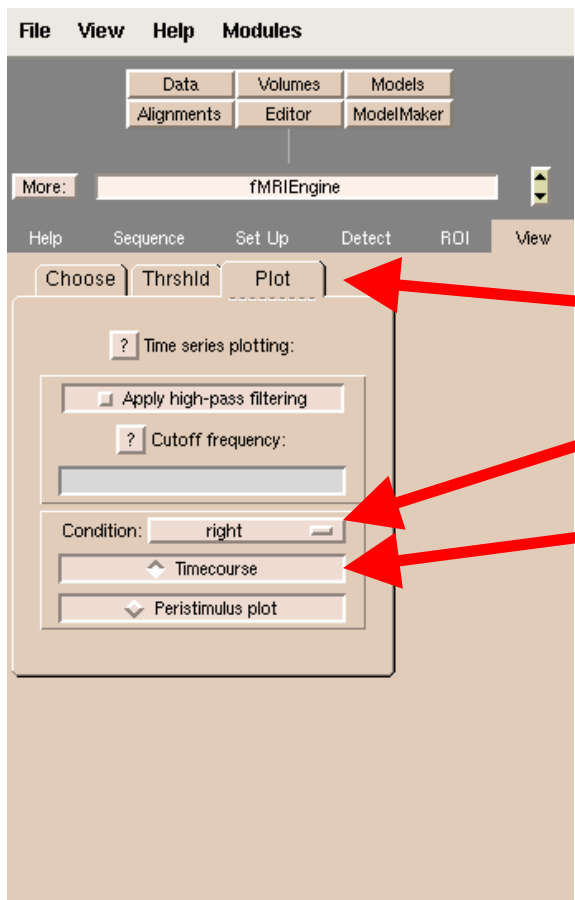 File View Help Modules
Data Volumes Models
Alignments Editor ModelMaker
More: fMRIEngine
Help Sequence Set Up Detect ROI View
Choose Thrshld Plot
? Time series plotting:
Apply high-pass filtering
? Cutoff frequency:
Condition: right
Timecourse
Peristimulus plot